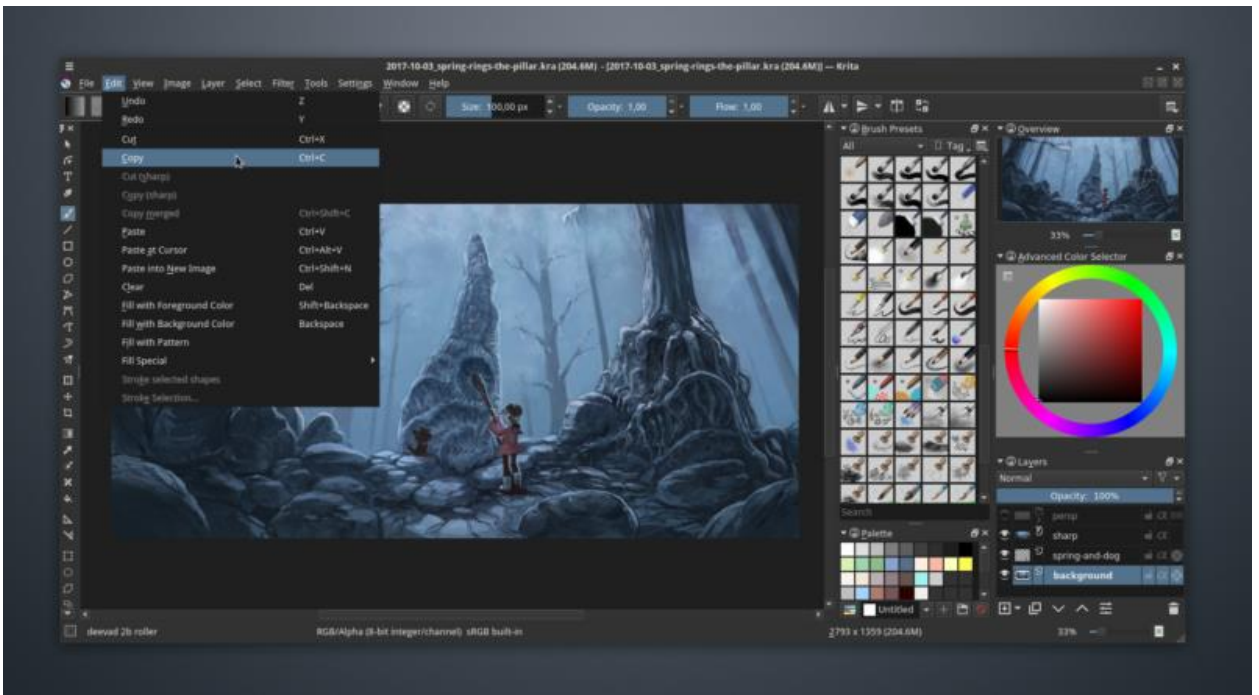 2017-10-03_spring-rings-the-pillar.kra (204.6M) - [2017-10-03_spring-rings-the-pillar.kra (204.6M)] — Krita
File Edit View Image Layer Select Filter Tools Settings Window Help
Size: 100,00 px Opacity: 1,00 Flow: 1,00
Undo Z
Redo Y
Cut Ctrl+X
Copy Ctrl+C
Cut (sharp)
Copy (sharp)
Copy merged Ctrl+Shift+C
Paste Ctrl+V
Paste at Cursor Ctrl+Alt+V
Paste into New Image Ctrl+Shift+N
Clear Del
Fill with Foreground Color Shift+Backspace
Fill with Background Color Backspace
Fill with Pattern
Fill Special
Stroke selected shapes
Stroke Selection...
Brush Presets
All Tag
Search
Palette
Untitled
Overview
33%
Advanced Color Selector
Layers
Normal
Opacity: 100%
persp
sharp
spring-and-dog
background
deevad 2b roller RGB/Alpha (8-bit integer/channel) sRGB built-in 2793 x 1359 (204.6M) 33%